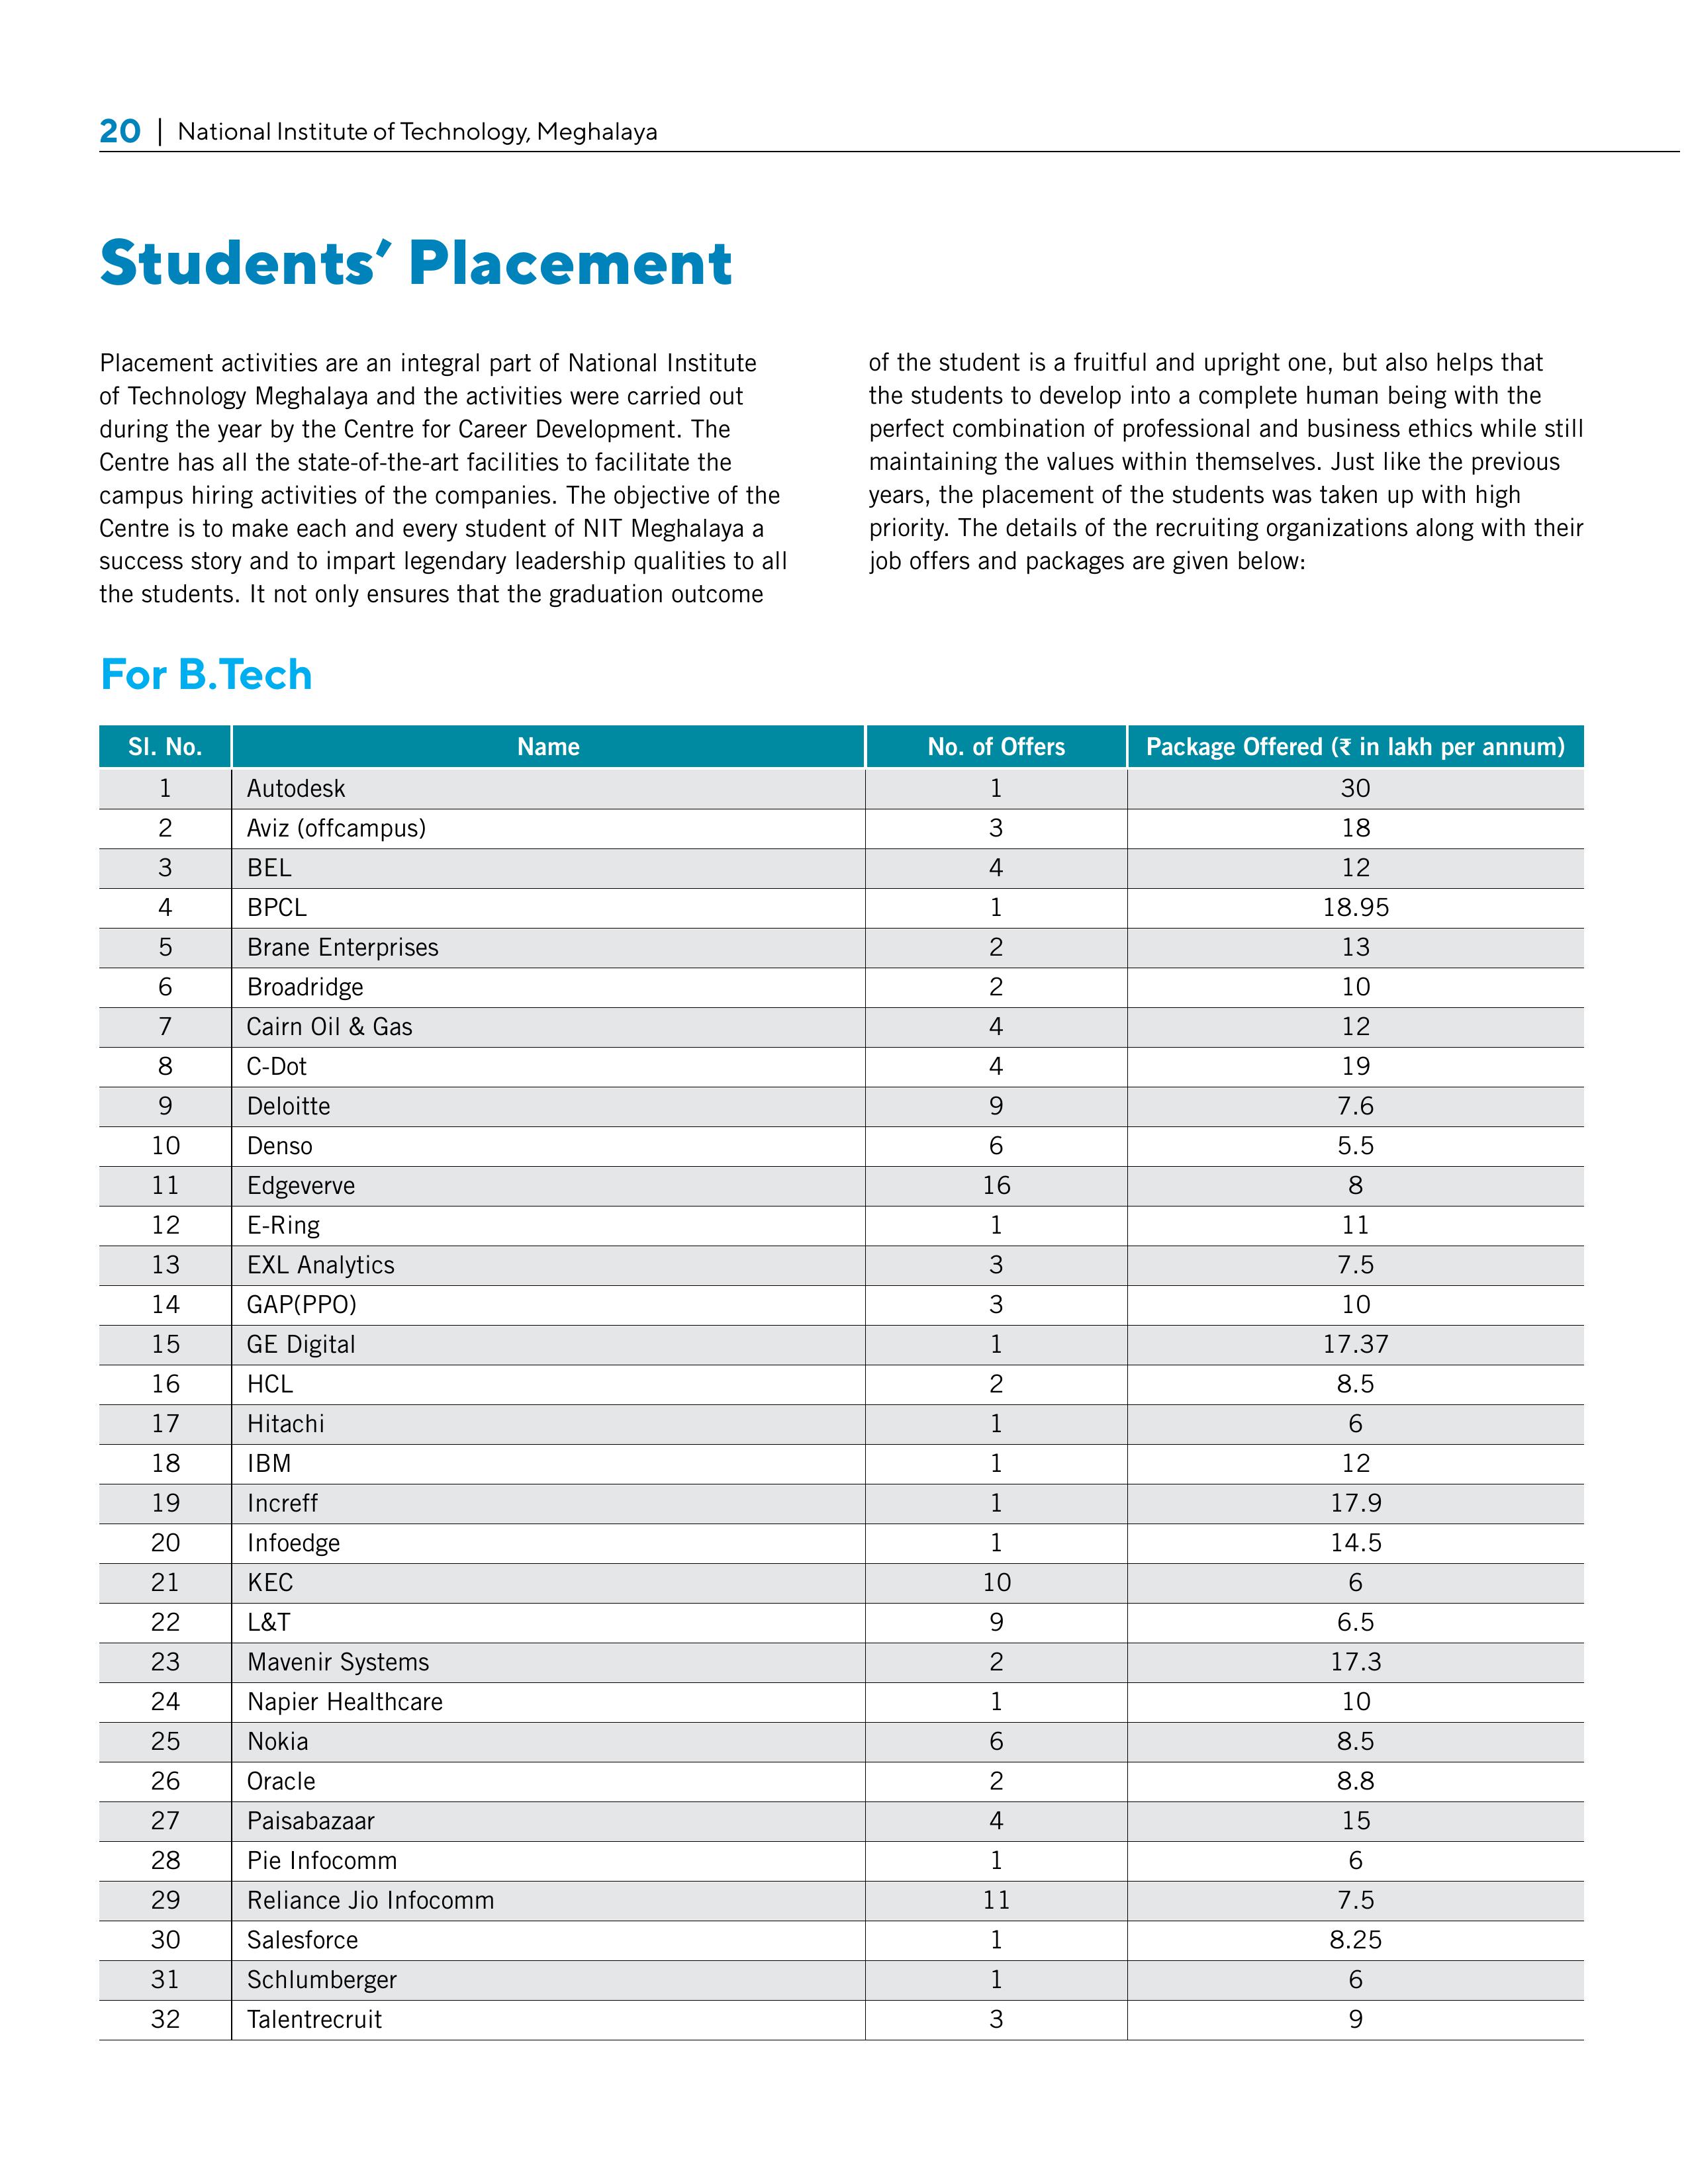 20 | National Institute of Technology, Meghalaya
Students’ Placement
Placement activities are an integral part of National Institute
of Technology Meghalaya and the activities were carried out
during the year by the Centre for Career Development. The
Centre has all the state-of-the-art facilities to facilitate the
campus hiring activities of the companies. The objective of the
Centre is to make each and every student of NIT Meghalaya a
success story and to impart legendary leadership qualities to all
the students. It not only ensures that the graduation outcome
of the student is a fruitful and upright one, but also helps that
the students to develop into a complete human being with the
perfect combination of professional and business ethics while still
maintaining the values within themselves. Just like the previous
years, the placement of the students was taken up with high
priority. The details of the recruiting organizations along with their
job offers and packages are given below:
For B.Tech
Sl. No. Name No. of Offers Package Offered (₹ in lakh per annum)
1 Autodesk 1 30
2 Aviz (offcampus) 3 18
3 BEL 4 12
4 BPCL 1 18.95
5 Brane Enterprises 2 13
6 Broadridge 2 10
7 Cairn Oil & Gas 4 12
8 C-Dot 4 19
9 Deloitte 9 7.6
10 Denso 6 5.5
11 Edgeverve 16 8
12 E-Ring 1 11
13 EXL Analytics 3 7.5
14 GAP(PPO) 3 10
15 GE Digital 1 17.37
16 HCL 2 8.5
17 Hitachi 1 6
18 IBM 1 12
19 Increff 1 17.9
20 Infoedge 1 14.5
21 KEC 10 6
22 L&T 9 6.5
23 Mavenir Systems 2 17.3
24 Napier Healthcare 1 10
25 Nokia 6 8.5
26 Oracle 2 8.8
27 Paisabazaar 4 15
28 Pie Infocomm 1 6
29 Reliance Jio Infocomm 11 7.5
30 Salesforce 1 8.25
31 Schlumberger 1 6
32 Talentrecruit 3 9